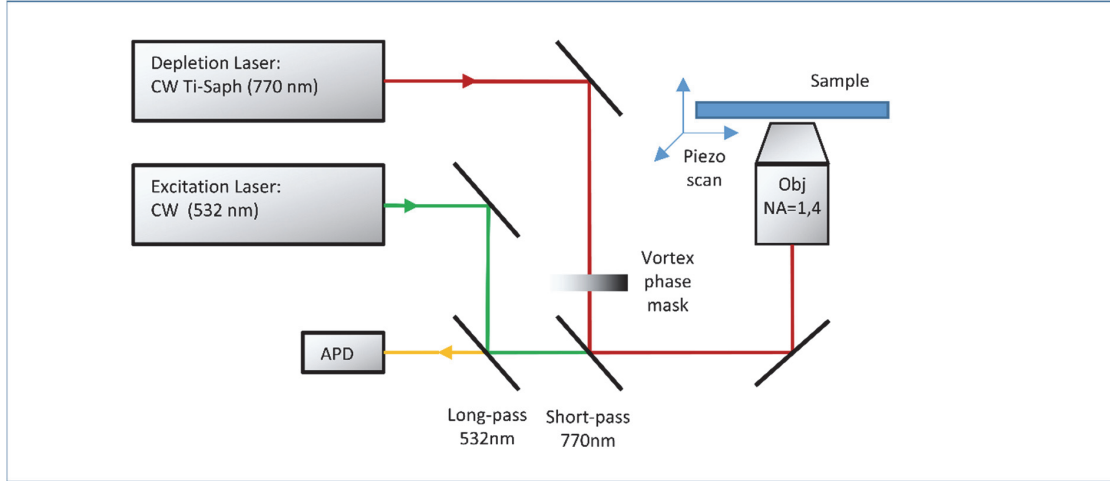 Depletion Laser:
CW Ti-Saph (770 nm)
Sample
Piezo
scan
Excitation Laser:
CW (532 nm)
Obj
NA=1,4
Vortex
phase
mask
APD
Long-pass
532nm
Short-pass
770nm